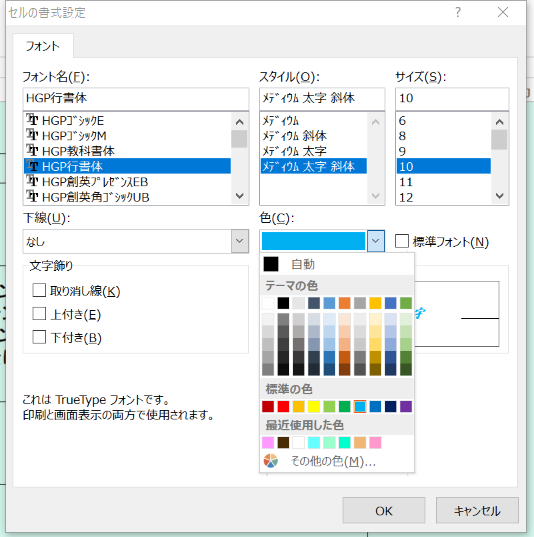 セルの書式設定
フォント
フォント名(F):
スタイル(O):
サイズ(S):
HGP行書体
ﾒﾃﾞｨｳﾑ 太字 斜体
10
HGPｺﾞｼｯｸE
HGPｺﾞｼｯｸM
HGP教科書体
HGP行書体
HGP創英ﾌﾟﾚｾﾞﾝｽEB
HGP創英角ｺﾞｼｯｸUB
ﾒﾃﾞｨｳﾑ
ﾒﾃﾞｨｳﾑ 斜体
ﾒﾃﾞｨｳﾑ 太字
ﾒﾃﾞｨｳﾑ 太字 斜体
6
8
9
10
11
12
下線(U):
色(C):
なし
標準フォント(N)
文字飾り
取り消し線(K)
上付き(E)
下付き(B)
自動
テーマの色
標準の色
最近使用した色
その他の色(M)...
これは TrueType フォントです。
印刷と画面表示の両方で使用されます。
OK
キャンセル